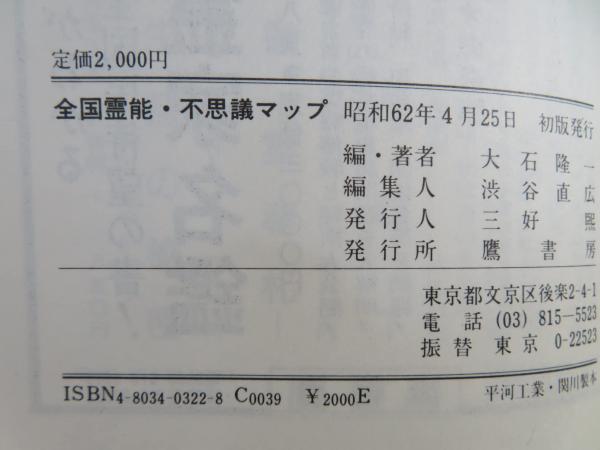 定価2,000円
全国霊能・不思議マップ 昭和62年4月25日 初版発行
編・著者 大石隆一
編集人 渋谷直広
発行人 三好熙
発行所 鷹書房
東京都文京区後楽2-4-1
電話 (03) 815-5523
振替 東京 0-22523
ISBN4-8034-0322-8 C0039 ¥2000E 平河工業・関川製本